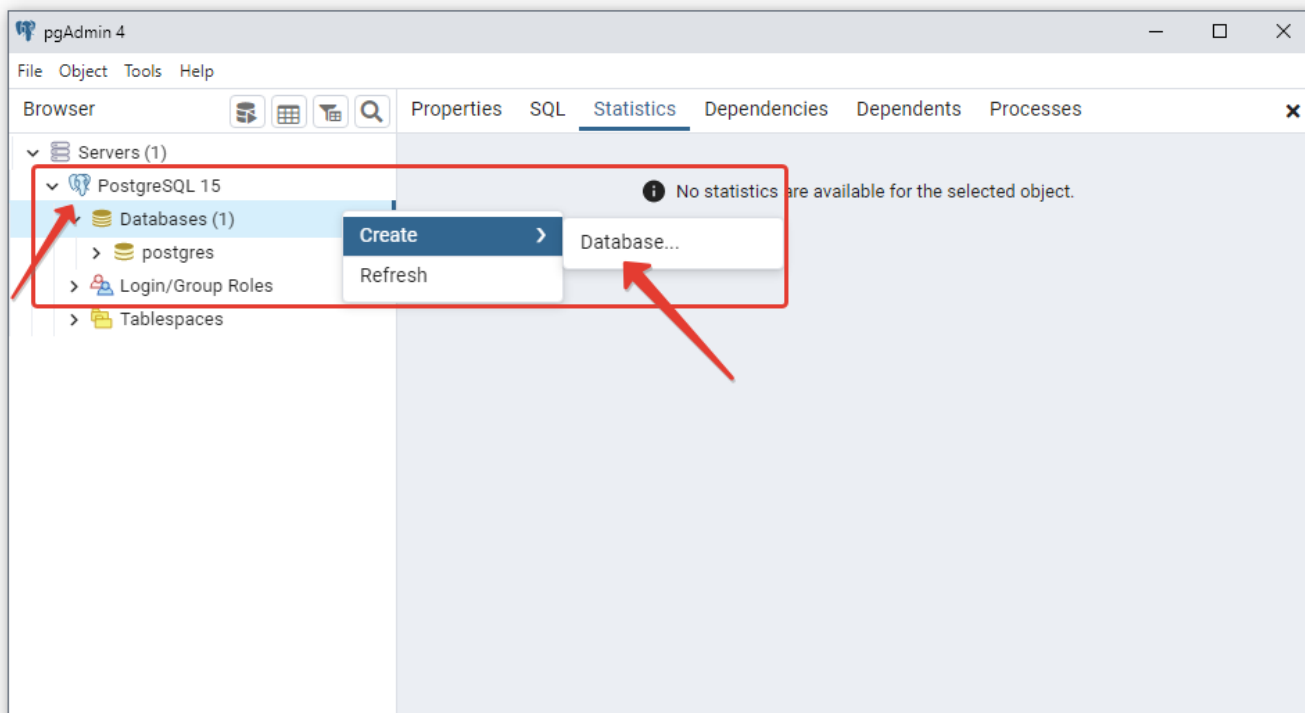 pgAdmin 4
File Object Tools Help
Browser
Properties SQL Statistics Dependencies Dependents Processes
Servers (1)
PostgreSQL 15
No statistics are available for the selected object.
Databases (1)
Create
Database...
postgres
Refresh
Login/Group Roles
Tablespaces